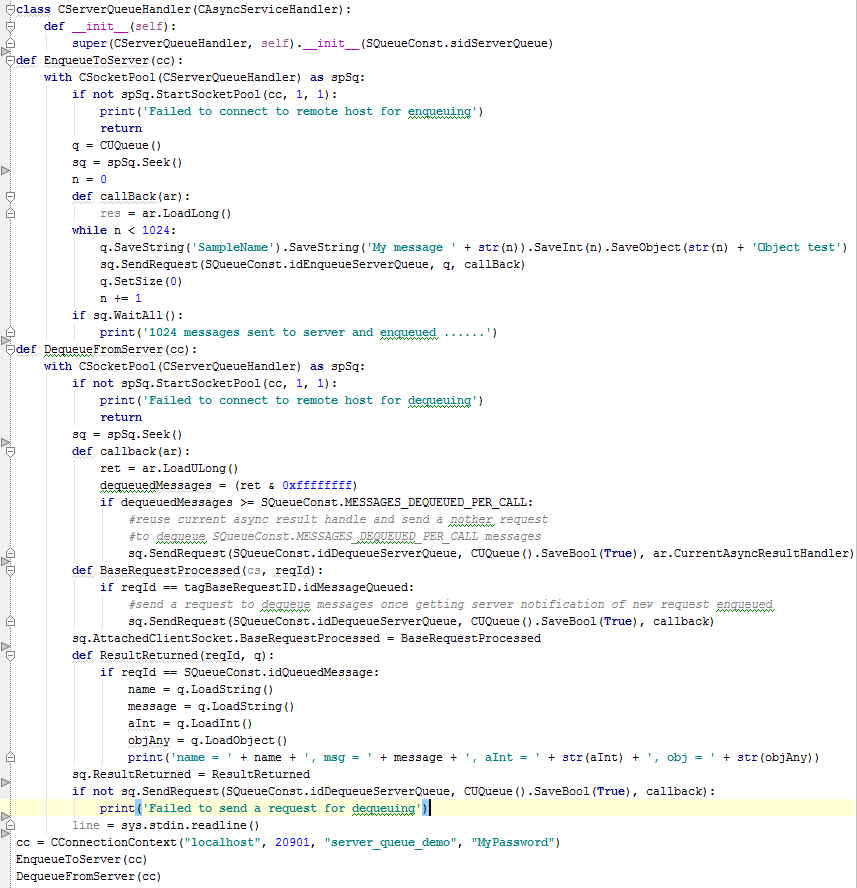 class CServerQueueHandler(CAsyncServiceHandler):
    def __init__(self):
        super(CServerQueueHandler, self).__init__(SQueueConst.sidServerQueue)
def EnqueueToServer(cc):
    with CSocketPool(CServerQueueHandler) as spSq:
        if not spSq.StartSocketPool(cc, 1, 1):
            print('Failed to connect to remote host for enqueuing')
            return
        q = CUQueue()
        sq = spSq.Seek()
        n = 0
        def callBack(ar):
            res = ar.LoadLong()
        while n < 1024:
            q.SaveString('SampleName').SaveString('My message ' + str(n)).SaveInt(n).SaveObject(str(n) + 'Object test')
            sq.SendRequest(SQueueConst.idEnqueueServerQueue, q, callBack)
            q.SetSize(0)
            n += 1
        if sq.WaitAll():
            print('1024 messages sent to server and enqueued ......')
def DequeueFromServer(cc):
    with CSocketPool(CServerQueueHandler) as spSq:
        if not spSq.StartSocketPool(cc, 1, 1):
            print('Failed to connect to remote host for dequeuing')
            return
        sq = spSq.Seek()
        def callback(ar):
            ret = ar.LoadULong()
            dequeuedMessages = (ret & 0xffffffff)
            if dequeuedMessages >= SQueueConst.MESSAGES_DEQUEUED_PER_CALL:
                #reuse current async result handle and send a nother request
                #to dequeue SQueueConst.MESSAGES_DEQUEUED_PER_CALL messages
                sq.SendRequest(SQueueConst.idDequeueServerQueue, CUQueue().SaveBool(True), ar.CurrentAsyncResultHandler)
        def BaseRequestProcessed(cs, reqId):
            if reqId == tagBaseRequestID.idMessageQueued:
                #send a request to dequeue messages once getting server notification of new request enqueued
                sq.SendRequest(SQueueConst.idDequeueServerQueue, CUQueue().SaveBool(True), callback)
        sq.AttachedClientSocket.BaseRequestProcessed = BaseRequestProcessed
        def ResultReturned(reqId, q):
            if reqId == SQueueConst.idQueuedMessage:
                name = q.LoadString()
                message = q.LoadString()
                aInt = q.LoadInt()
                objAny = q.LoadObject()
                print('name = ' + name + ', msg = ' + message + ', aInt = ' + str(aInt) + ', obj = ' + str(objAny))
        sq.ResultReturned = ResultReturned
        if not sq.SendRequest(SQueueConst.idDequeueServerQueue, CUQueue().SaveBool(True), callback):
            print('Failed to send a request for dequeuing')
        line = sys.stdin.readline()
cc = CConnectionContext("localhost", 20901, "server_queue_demo", "MyPassword")
EnqueueToServer(cc)
DequeueFromServer(cc)